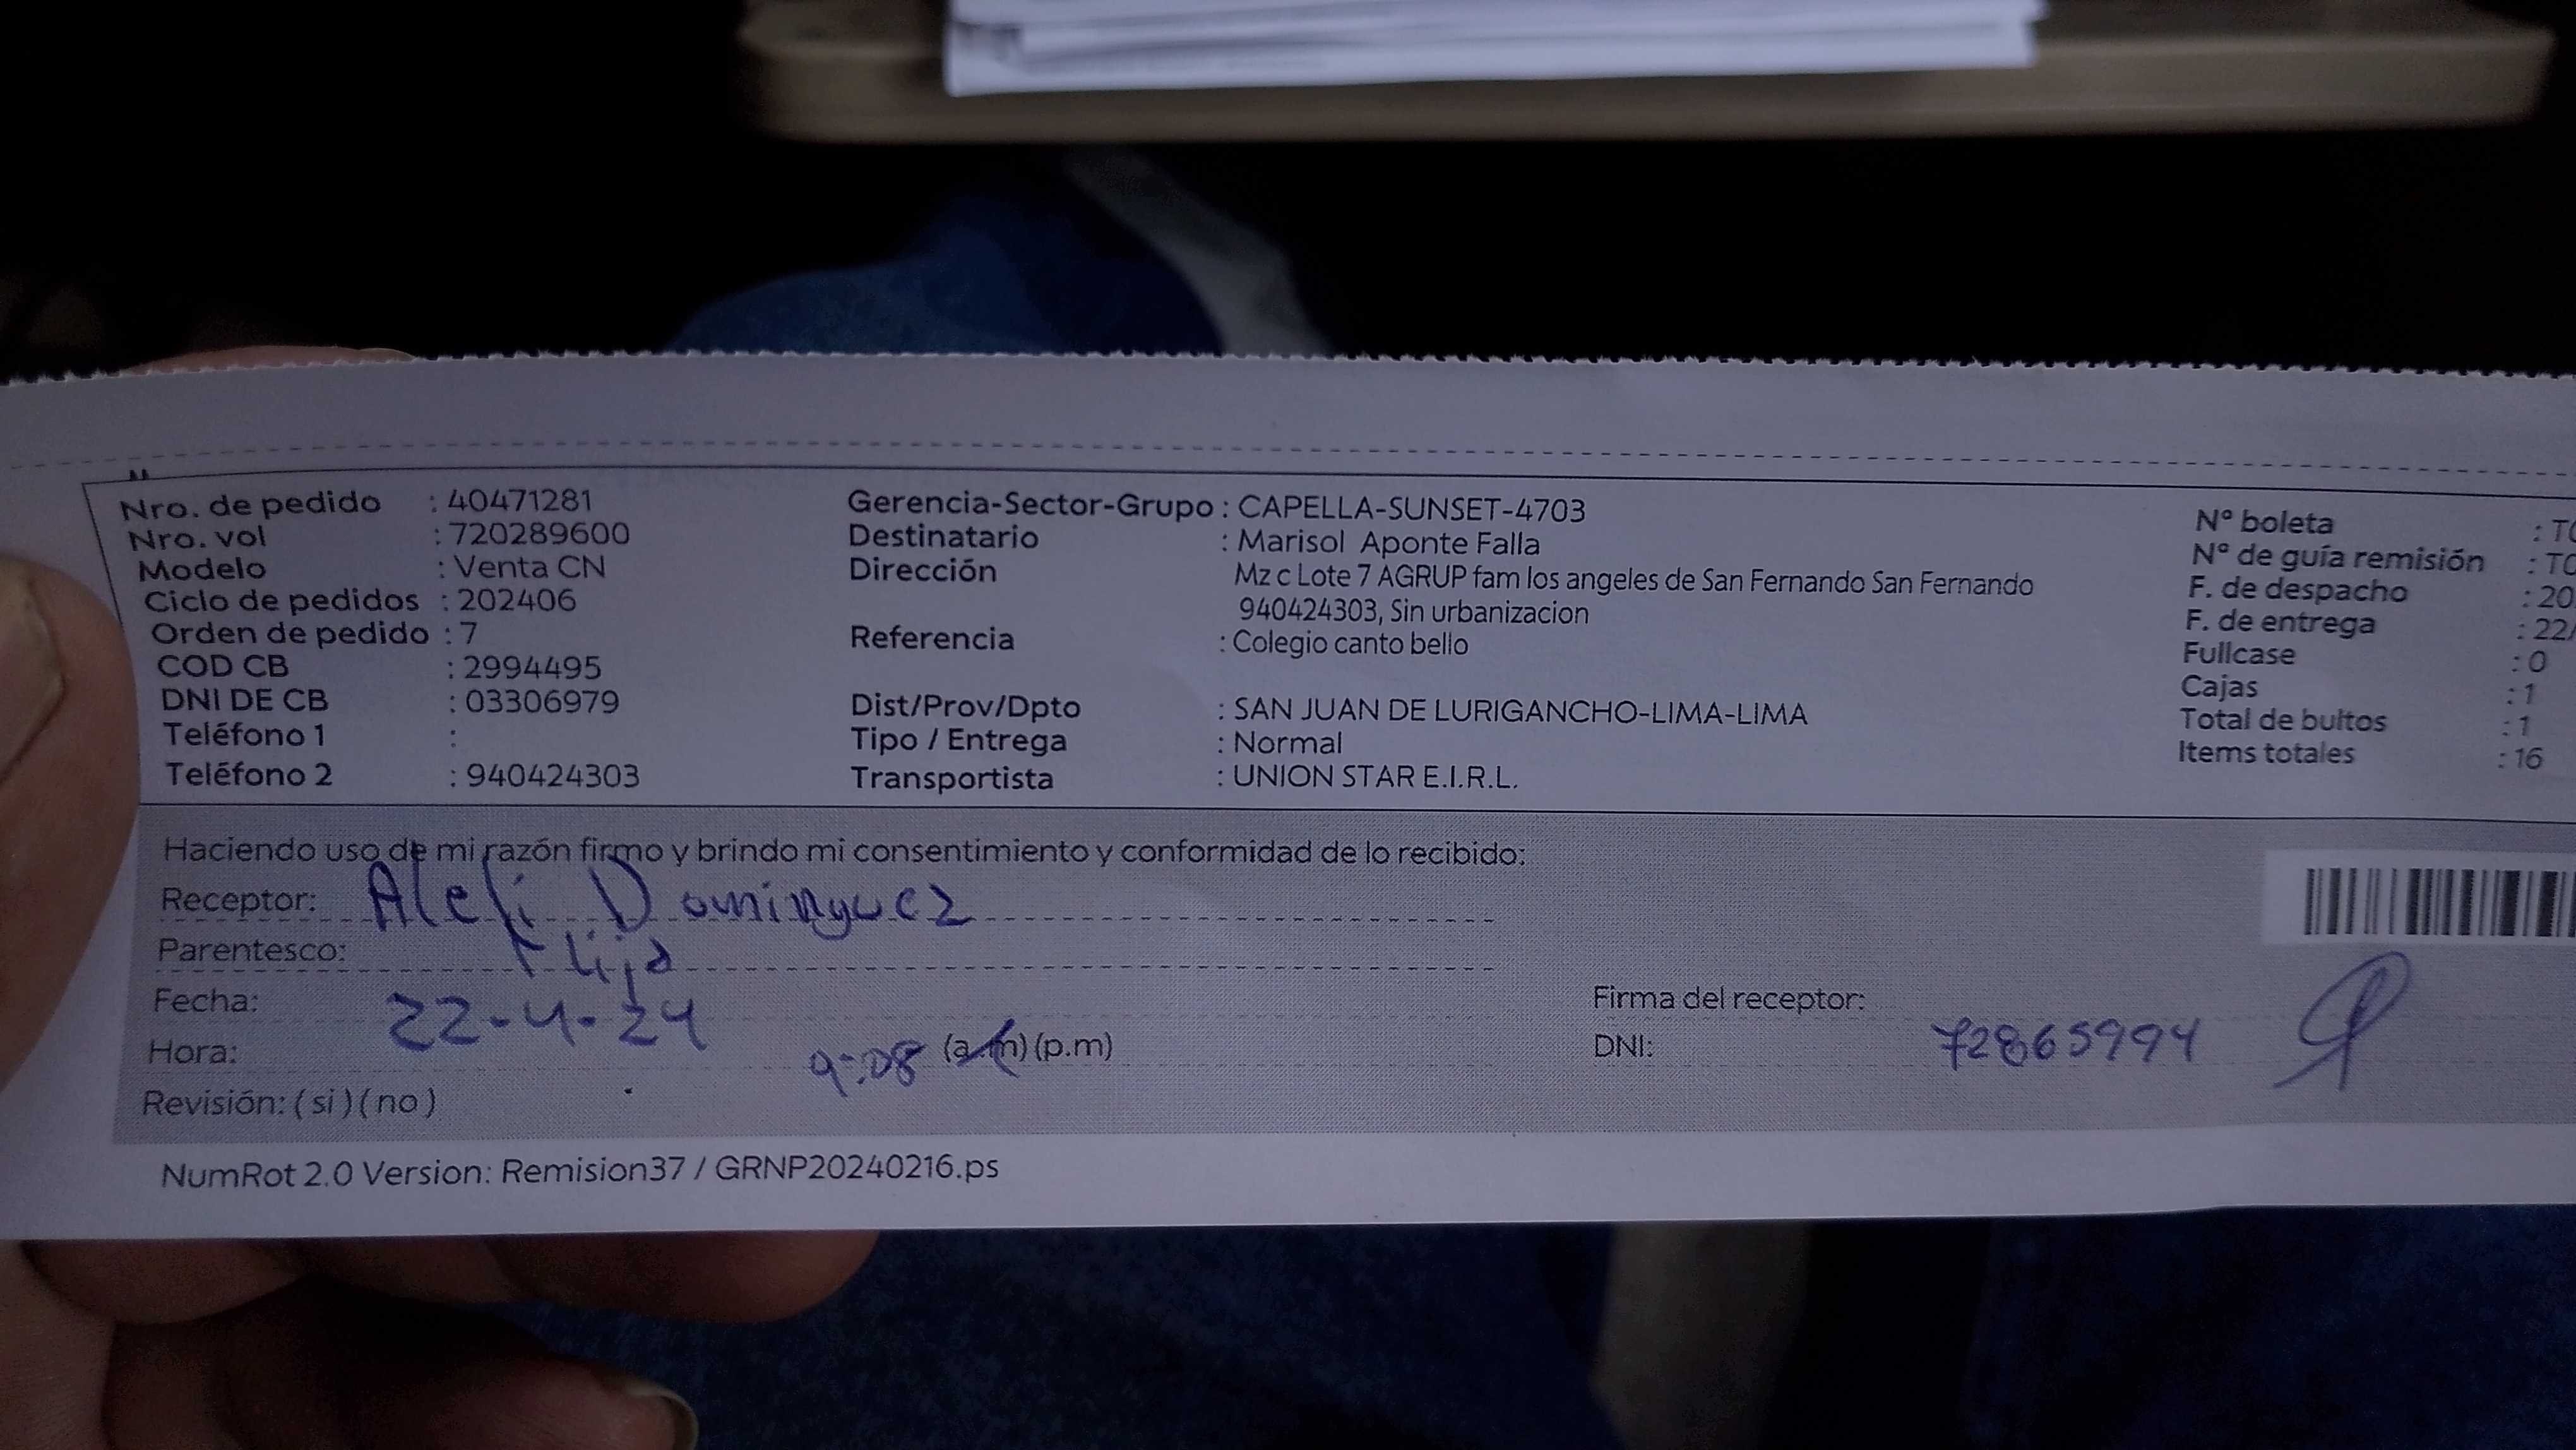 Nro. de pedido : 40471281
Nro. vol : 720289600
Modelo : Venta CN
Ciclo de pedidos : 202406
Orden de pedido : 7
COD CB : 2994495
DNI DE CB : 03306979
Teléfono 1 :
Teléfono 2 : 940424303
Gerencia-Sector-Grupo : CAPELLA-SUNSET-4703
Destinatario : Marisol Aponte Falla
Dirección Mz c Lote 7 AGRUP fam los angeles de San Fernando San Fernando
940424303, Sin urbanizacion
Referencia : Colegio canto bello
Dist/Prov/Dpto : SAN JUAN DE LURIGANCHO-LIMA-LIMA
Tipo / Entrega : Normal
Transportista : UNION STAR E.I.R.L.
N° boleta :
N° de guía remisión :
F. de despacho : 20
F. de entrega : 22/
Fullcase : 0
Cajas : 1
Total de bultos : 1
Items totales : 16
Haciendo uso de mi razón firmo y brindo mi consentimiento y conformidad de lo recibido:
Receptor: Alefi Dominguez
Parentesco: Hija
Fecha: 22-4-24
Hora: 9:08 (a.m) (p.m)
Revisión: ( si ) ( no )
Firma del receptor:
DNI: 72865994
NumRot 2.0 Version: Remision37 / GRNP20240216.ps